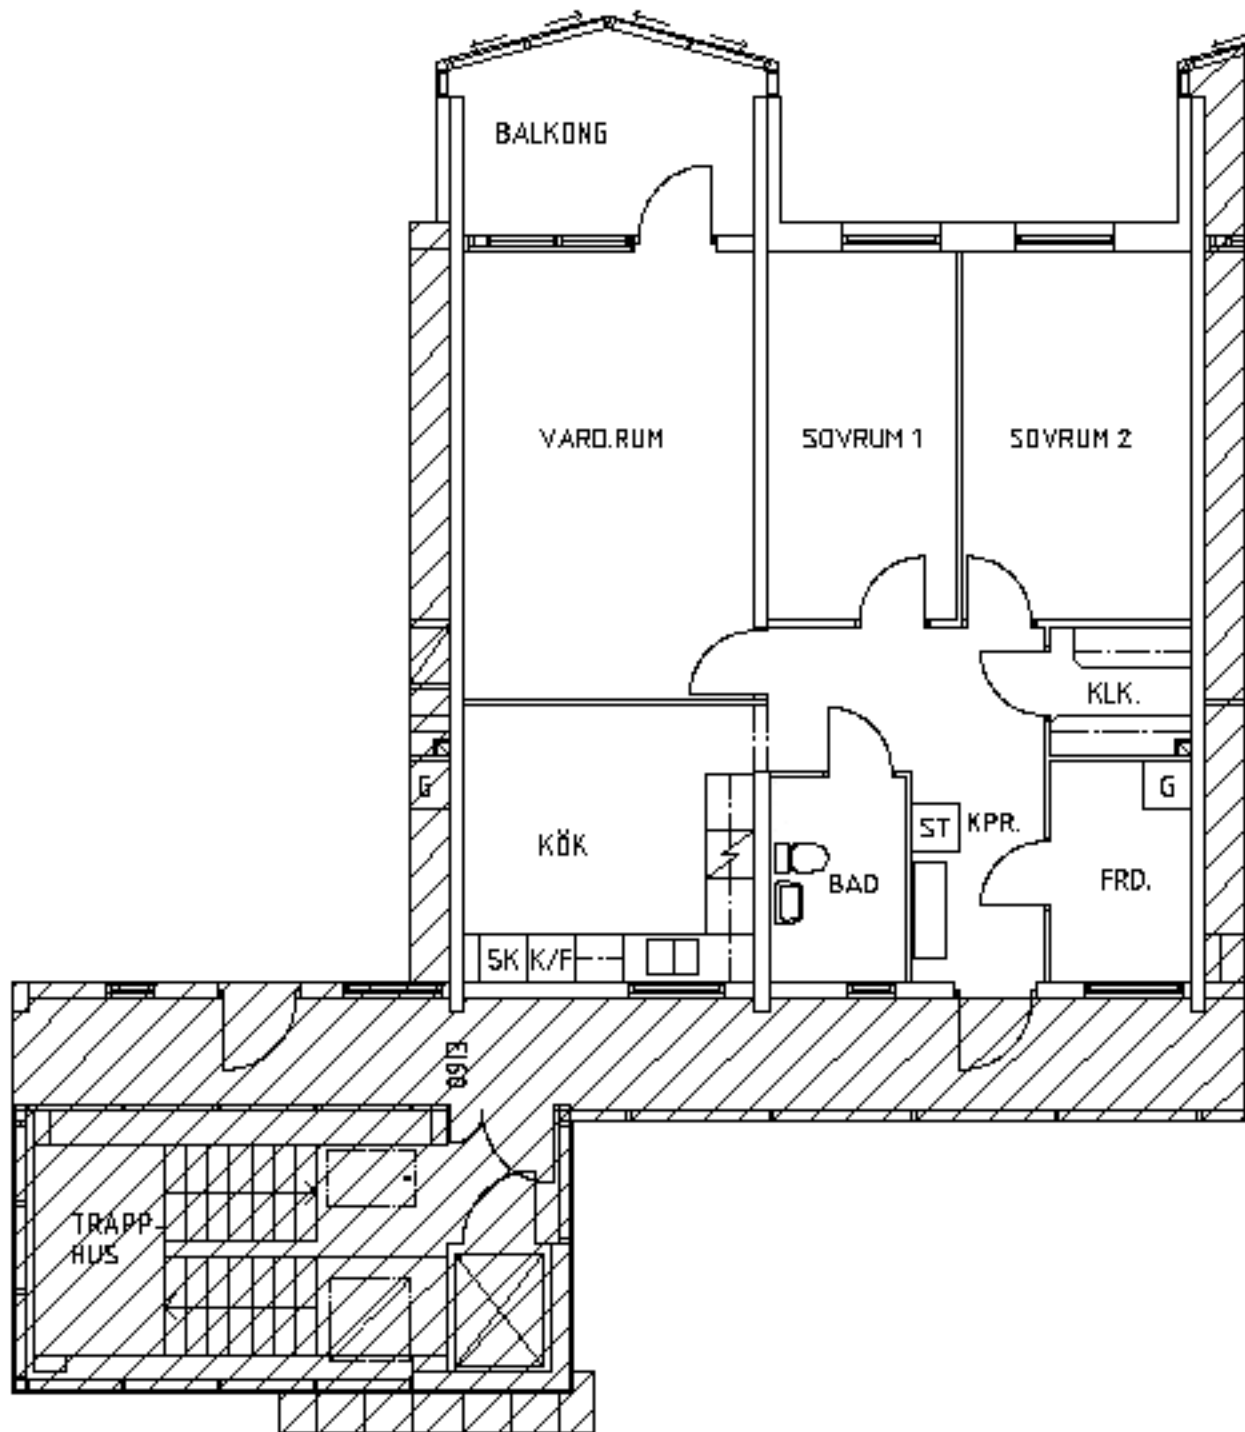 BALKONG
VARD.RUM
SOVRUM 1
SOVRUM 2
KLK.
G
G
ST
KPR.
KÖK
BAD
FRD.
SK
K/F
0913
TRAPP-
HUS